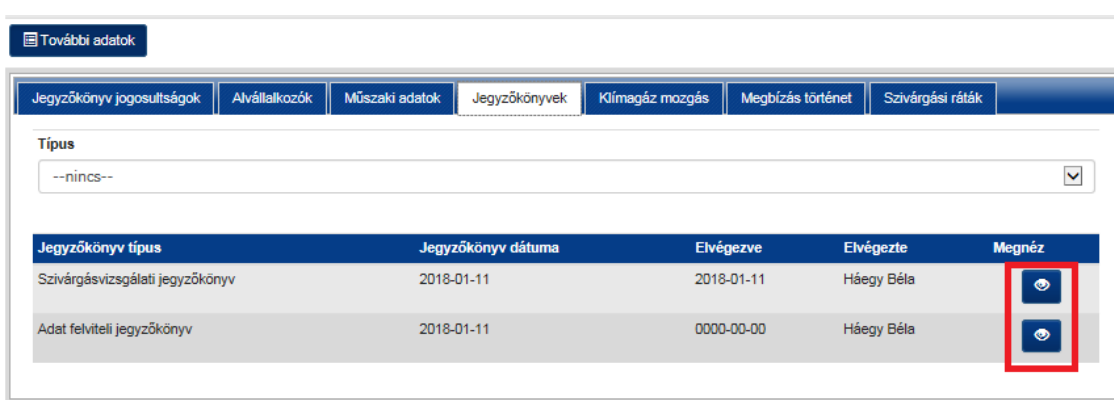 További adatok
Jegyzőkönyv jogosultságok Alvállalkozók Műszaki adatok Jegyzőkönyvek Klímagáz mozgás Megbízás történet Szivárgási ráták
Típus
--nincs--
Jegyzőkönyv típus Jegyzőkönyv dátuma Elvégezve Elvégezte Megnéz
Szivárgásvizsgálati jegyzőkönyv 2018-01-11 2018-01-11 Háegy Béla
Adat felviteli jegyzőkönyv 2018-01-11 0000-00-00 Háegy Béla